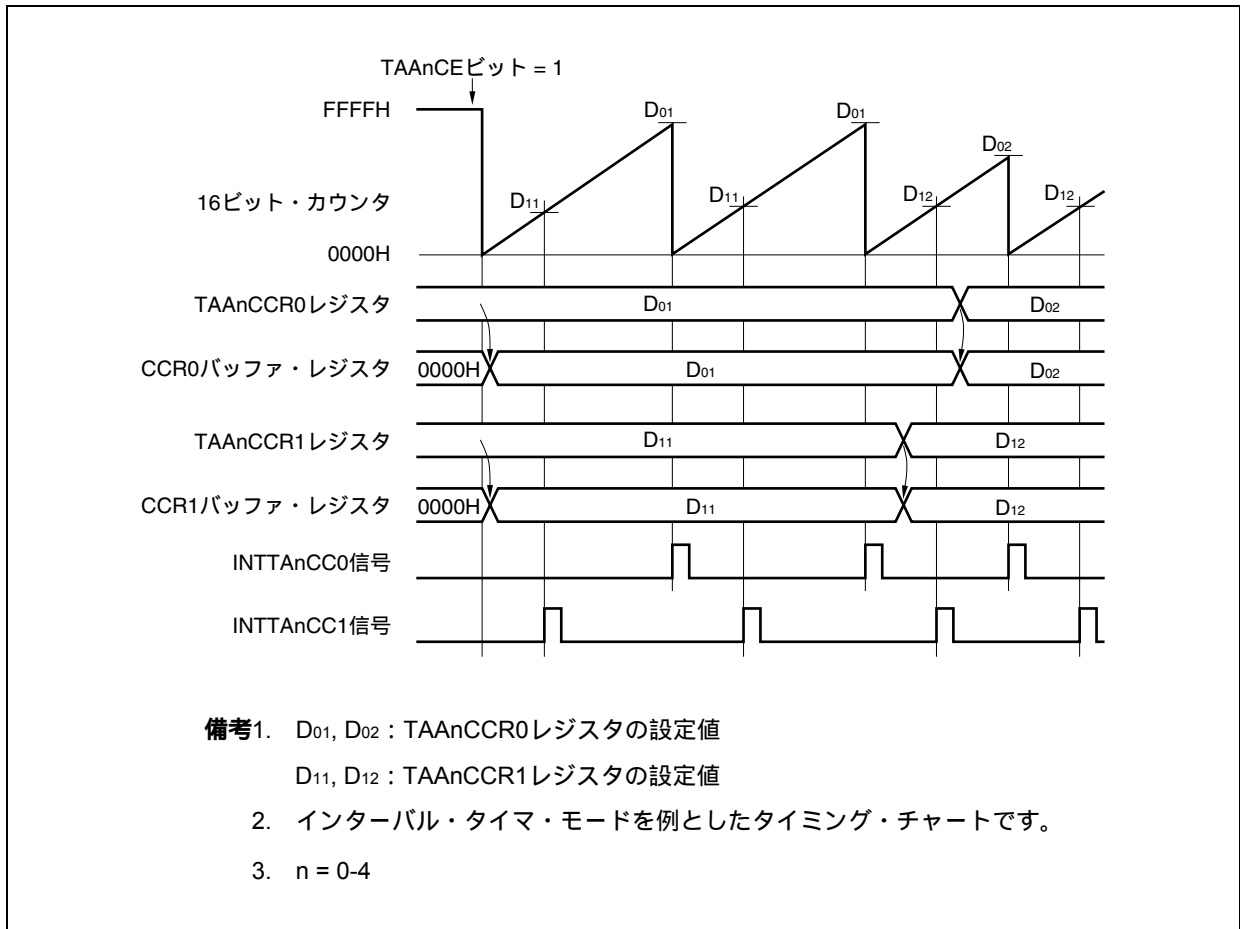 TAAnCEビット = 1
FFFFH
D01 D01
D02
16ビット・カウンタ
D11 D11 D12 D12
0000H
TAAnCCR0レジスタ D01 D02
CCR0バッファ・レジスタ 0000H D01 D02
TAAnCCR1レジスタ D11 D12
CCR1バッファ・レジスタ 0000H D11 D12
INTTAnCC0信号
INTTAnCC1信号
備考1. D01, D02：TAAnCCR0レジスタの設定値
D11, D12：TAAnCCR1レジスタの設定値
2. インターバル・タイマ・モードを例としたタイミング・チャートです。
3. n = 0-4